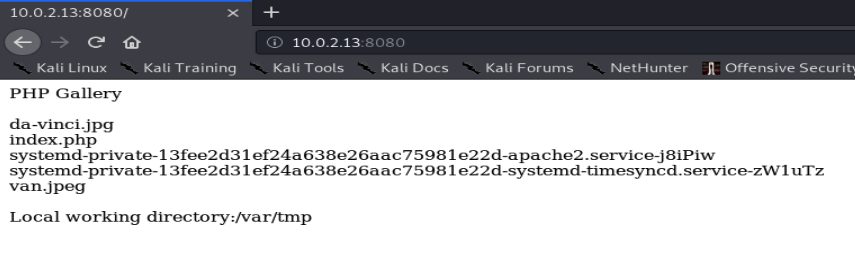 10.0.2.13:8080/ × +
10.0.2.13:8080
Kali Linux Kali Training Kali Tools Kali Docs Kali Forums NetHunter Offensive Security
PHP Gallery
da-vinci.jpg
index.php
systemd-private-13fee2d31ef24a638e26aac75981e22d-apache2.service-j8iPiw
systemd-private-13fee2d31ef24a638e26aac75981e22d-systemd-timesyncd.service-zW1uTz
van.jpeg
Local working directory:/var/tmp